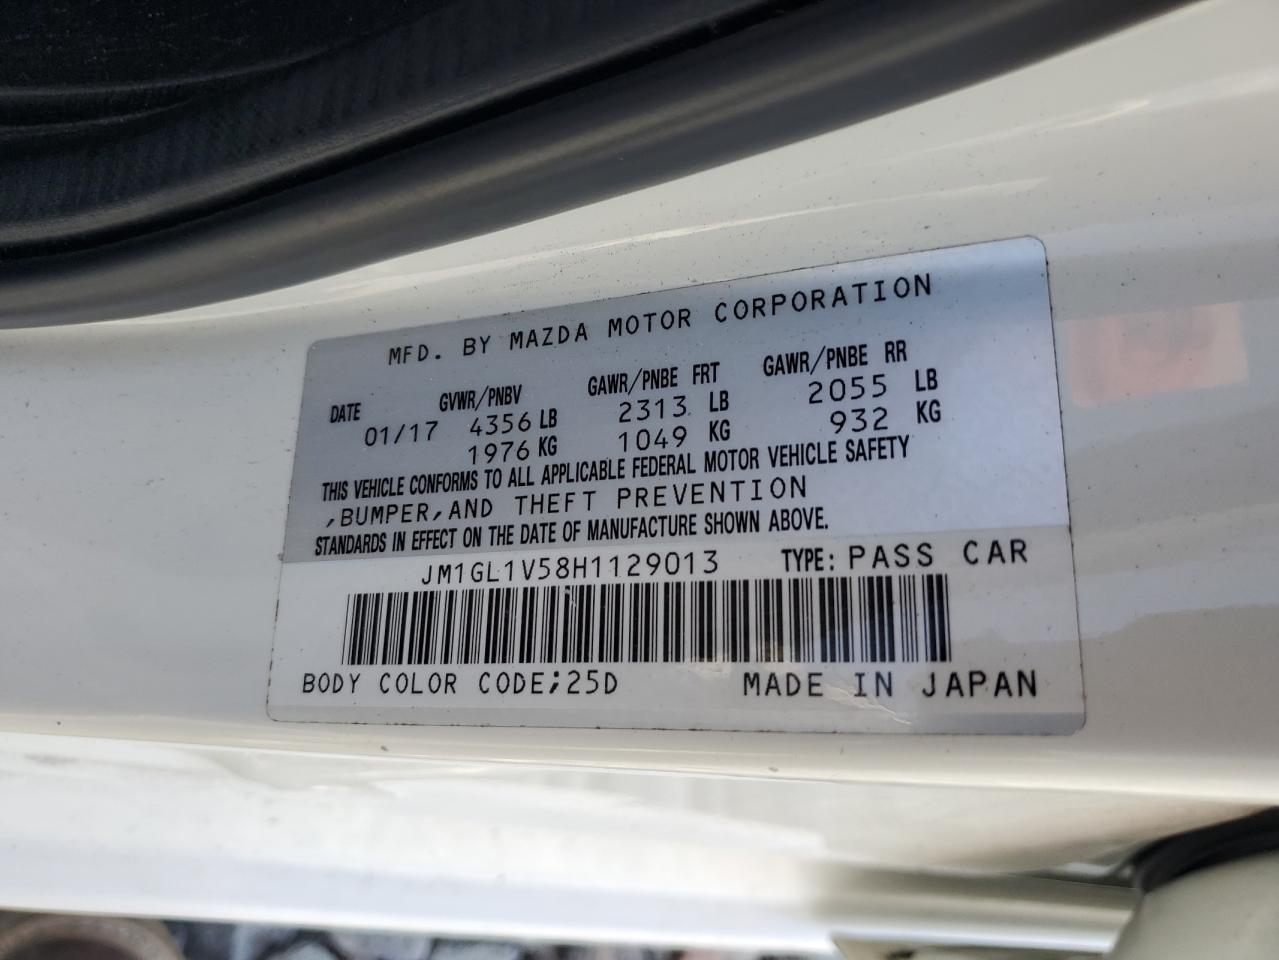 MFD. BY MAZDA MOTOR CORPORATION
DATE GVWR/PNBV GAWR/PNBE FRT GAWR/PNBE RR
01/17 4356 LB 2313 LB 2055 LB
1976 KG 1049 KG 932 KG
THIS VEHICLE CONFORMS TO ALL APPLICABLE FEDERAL MOTOR VEHICLE SAFETY
,BUMPER,AND THEFT PREVENTION
STANDARDS IN EFFECT ON THE DATE OF MANUFACTURE SHOWN ABOVE.
JM1GL1V58H1129013 TYPE: PASS CAR
BODY COLOR CODE;25D MADE IN JAPAN